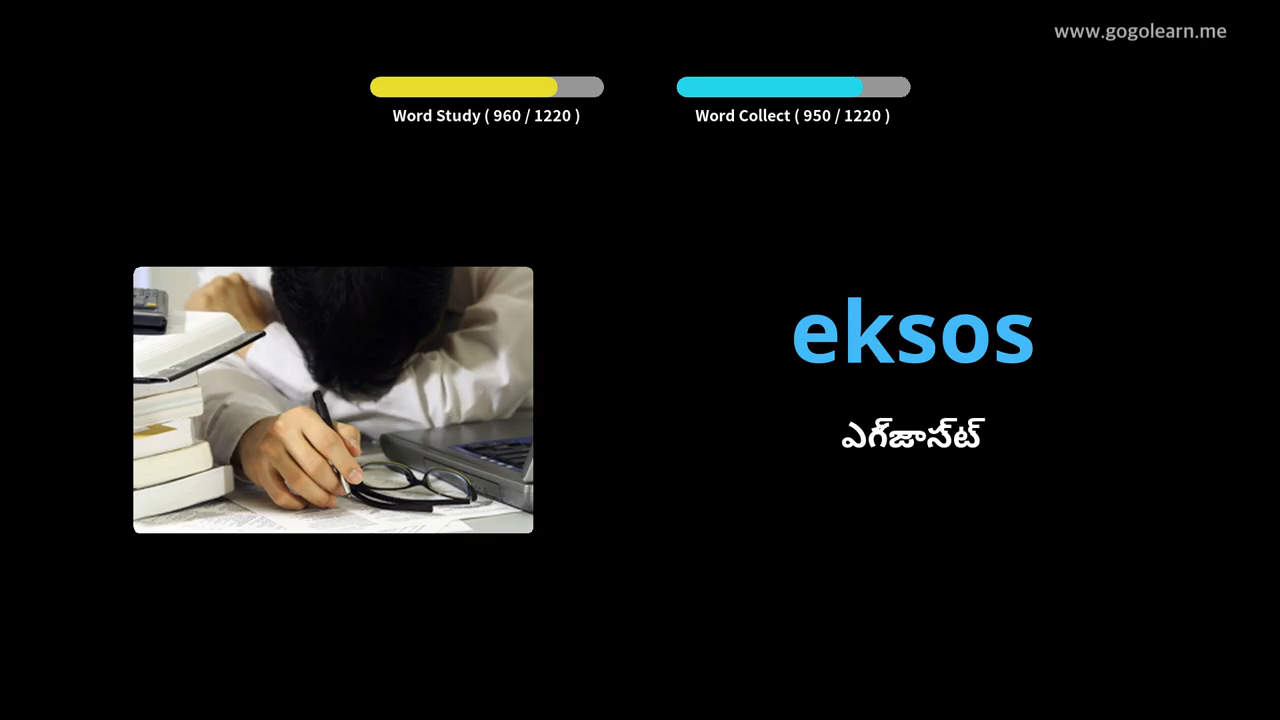 www.gogolearn.me
Word Study ( 960 / 1220 )
Word Collect ( 950 / 1220 )
eksos
ఎగ్‌జాస్‌ట్